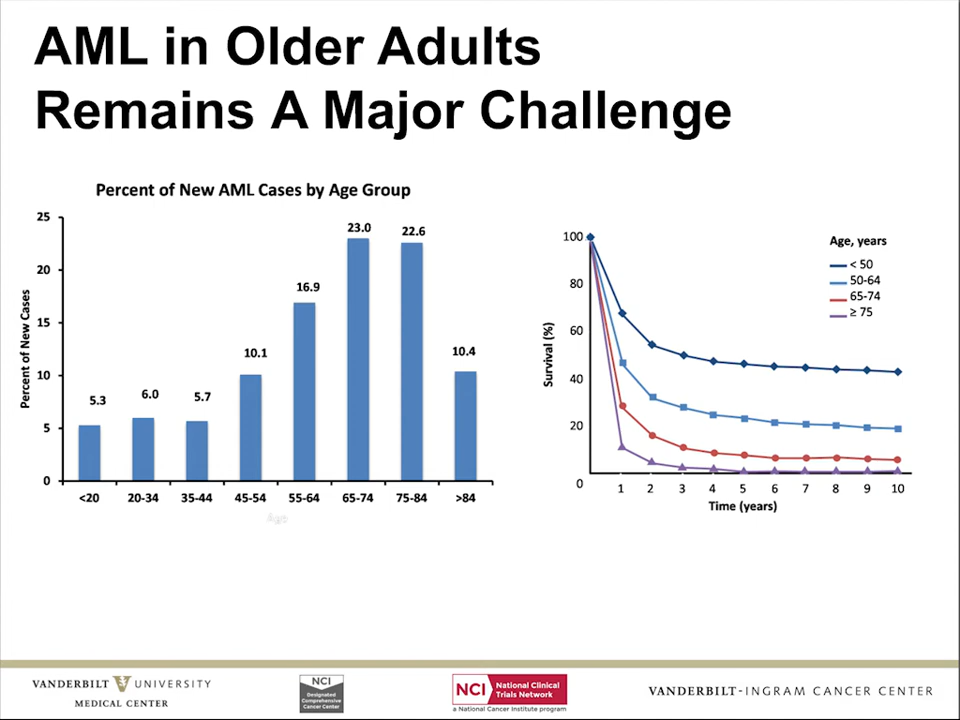 AML in Older Adults
Remains A Major Challenge
Percent of New AML Cases by Age Group
Percent of New Cases
25
20
15
10
5
0
5.3
6.0
5.7
10.1
16.9
23.0
22.6
10.4
<20
20-34
35-44
45-54
55-64
65-74
75-84
>84
Age
Survival (%)
100
80
60
40
20
0
1
2
3
4
5
6
7
8
9
10
Time (years)
Age, years
< 50
50-64
65-74
≥ 75
VANDERBILT UNIVERSITY
MEDICAL CENTER
NCI
Designated
Comprehensive
Cancer Center
NCI
National Clinical
Trials Network
a National Cancer Institute program
VANDERBILT-INGRAM CANCER CENTER